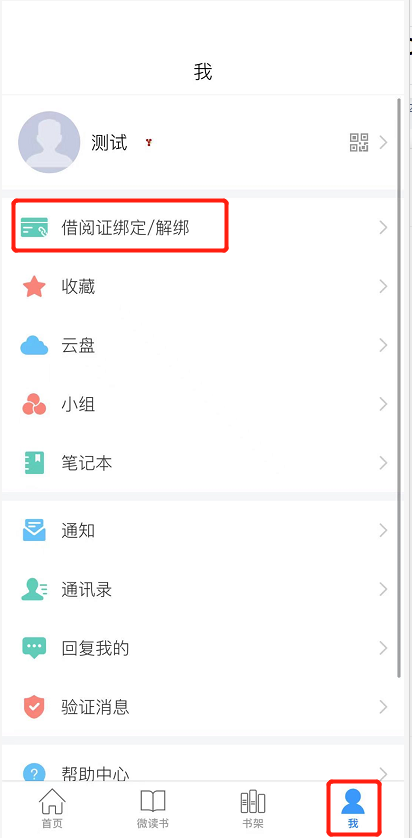 我
测试
借阅证绑定/解绑
收藏
云盘
小组
笔记本
通知
通讯录
回复我的
验证消息
帮助中心
首页
微读书
书架
我